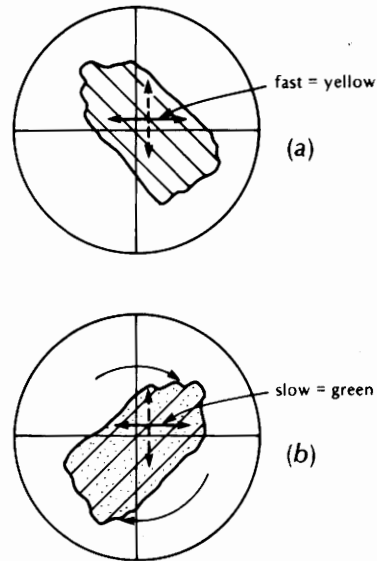 fast = yellow
(a)
slow = green
(b)